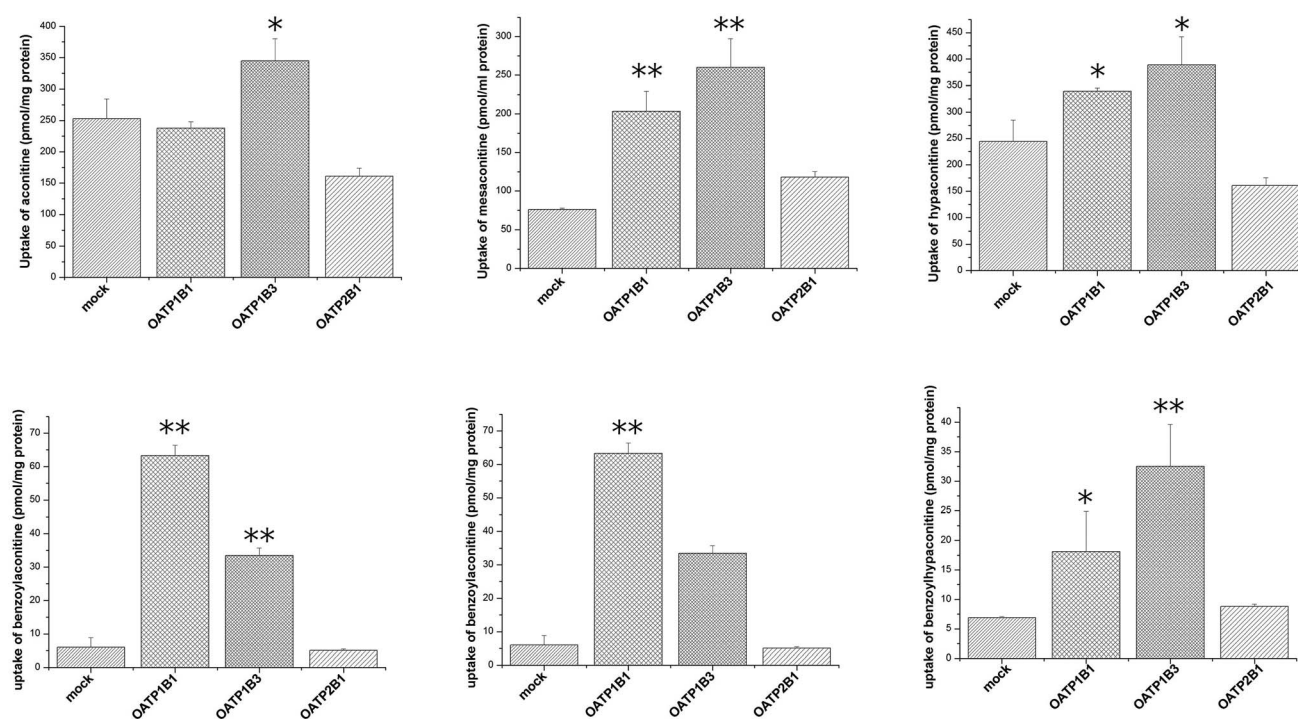 Uptake of aconitine (pmol/mg protein)
400
350
300
250
200
150
100
50
0
*
mock
OATP1B1
OATP1B3
OATP2B1
Uptake of mesaconitine (pmol/ml protein)
300
250
200
150
100
50
0
**
**
mock
OATP1B1
OATP1B3
OATP2B1
Uptake of hypaconitine (pmol/mg protein)
450
400
350
300
250
200
150
100
50
0
*
*
mock
OATP1B1
OATP1B3
OATP2B1
uptake of benzoylaconitine (pmol/mg protein)
70
60
50
40
30
20
10
0
**
**
mock
OATP1B1
OATP1B3
OATP2B1
uptake of benzoylaconitine (pmol/mg protein)
70
60
50
40
30
20
10
0
**
mock
OATP1B1
OATP1B3
OATP2B1
uptake of benzoylhypaconitine (pmol/mg protein)
40
35
30
25
20
15
10
5
0
*
**
mock
OATP1B1
OATP1B3
OATP2B1